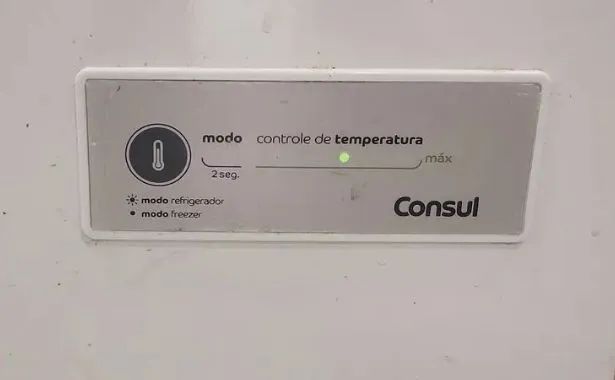 modo controle de temperatura
máx
2 seg.
modo refrigerador
modo freezer
Consul